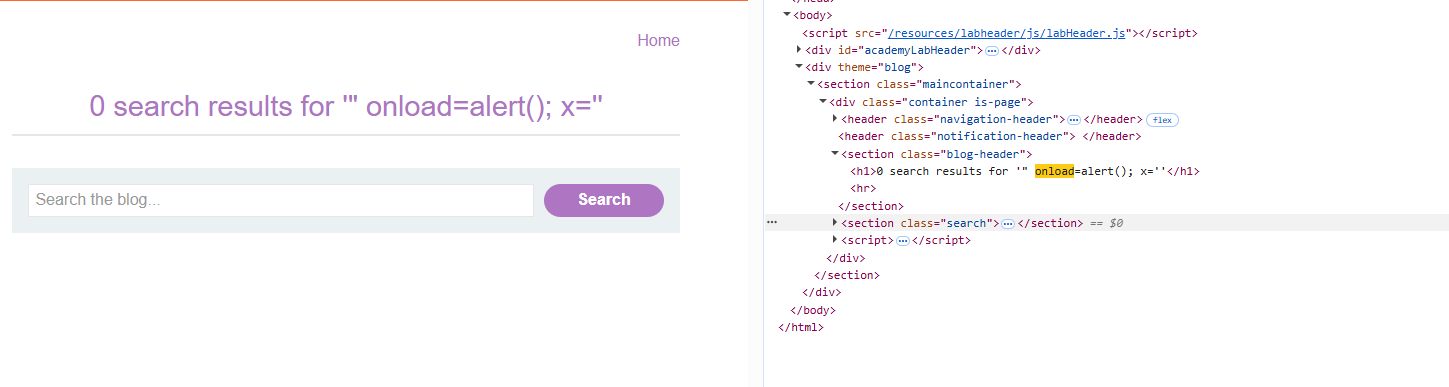 Home
0 search results for '" onload=alert(); x=''
Search the blog...
Search
<body>
<script src="/resources/labheader/js/labHeader.js"></script>
<div id="academyLabHeader">…</div>
<div theme="blog">
<section class="maincontainer">
<div class="container is-page">
<header class="navigation-header">…</header> flex
<header class="notification-header"> </header>
<section class="blog-header">
<h1>0 search results for '" onload=alert(); x=''</h1>
<hr>
</section>
<section class="search">…</section> == $0
<script>…</script>
</div>
</section>
</div>
</body>
</html>